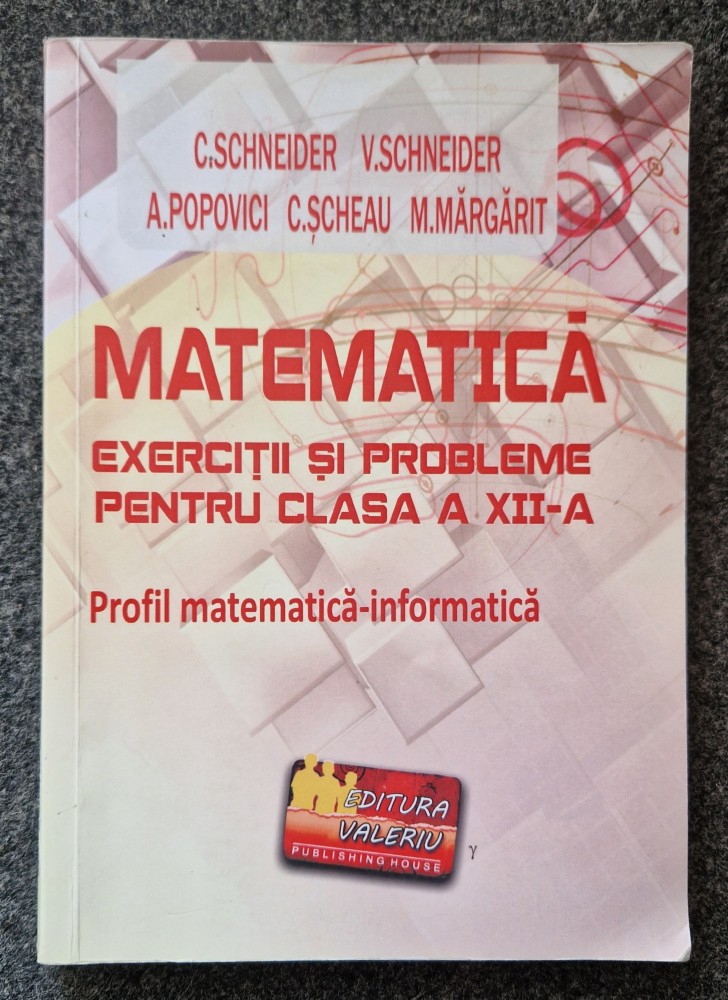 C.SCHNEIDER V.SCHNEIDER
A.POPOVICI C.ȘCHEAU M.MĂRGĂRIT
MATEMATICĂ
EXERCIȚII ȘI PROBLEME
PENTRU CLASA A XII-A
Profil matematică-informatică
EDITURA
VALERIU
PUBLISHING HOUSE
γ